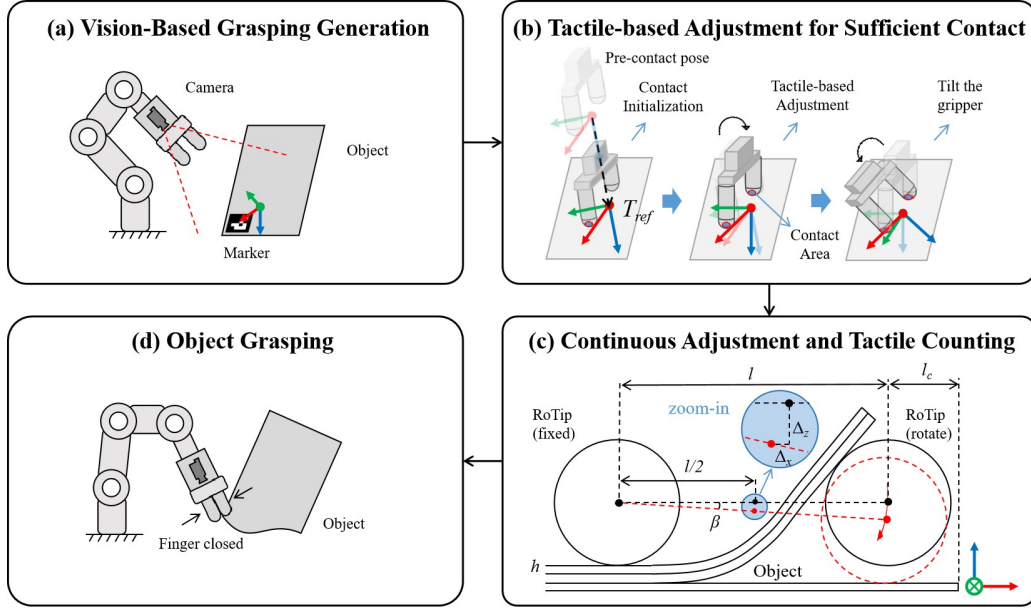 (a) Vision-Based Grasping Generation
Camera
Object
Marker
(b) Tactile-based Adjustment for Sufficient Contact
Pre-contact pose
Contact
Initialization
Tactile-based
Adjustment
Tilt the
gripper
T_ref
Contact
Area
(d) Object Grasping
Object
Finger closed
(c) Continuous Adjustment and Tactile Counting
l
l_c
RoTip
(fixed)
zoom-in
Δ_z
Δ_x
RoTip
(rotate)
l/2
β
h
Object